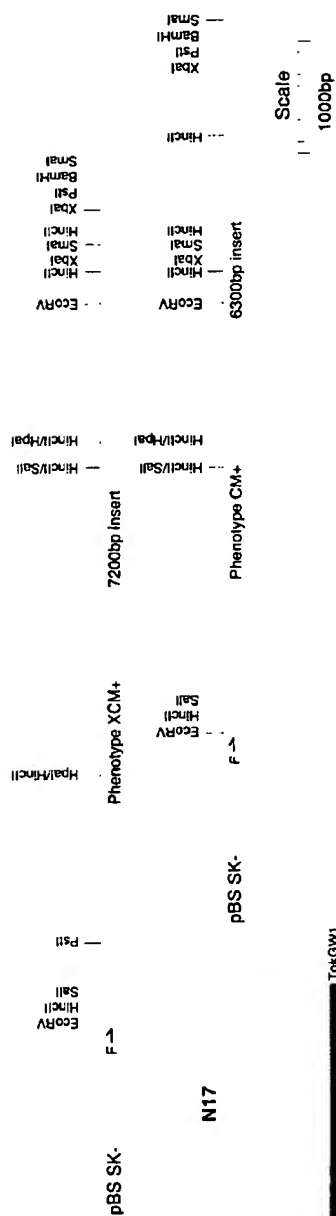 EcoRV
HincII
SalI
PstI
HpaI/HincII
HincII/SalI
HincII/HpaI
EcoRV
HincII
XbaI
SmaI
HincII
XbaI
PstI
BamHI
SmaI
pBS SK-
F
Phenotype XCM+
7200bp insert
N17
EcoRV
HincII
SalI
HincII/SalI
HincII/HpaI
EcoRV
HincII
XbaI
SmaI
HincII
HincII
XbaI
PstI
BamHI
SmaI
pBS SK-
F
Phenotype CM+
6300bp insert
Scale
1000bp
TokGW1